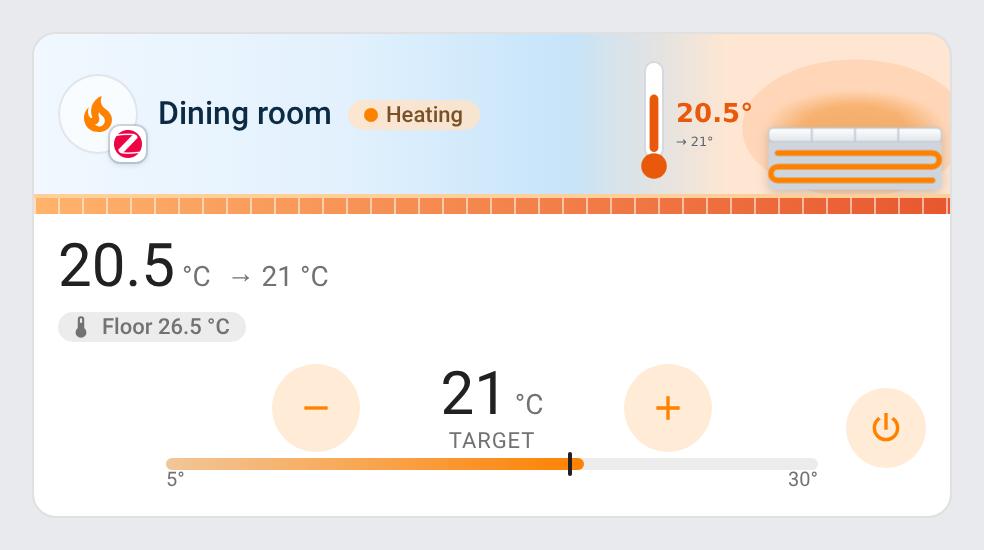 Dining room
Heating
20.5°
→ 21°
20.5 °C → 21 °C
Floor 26.5 °C
21 °C
TARGET
5°
30°